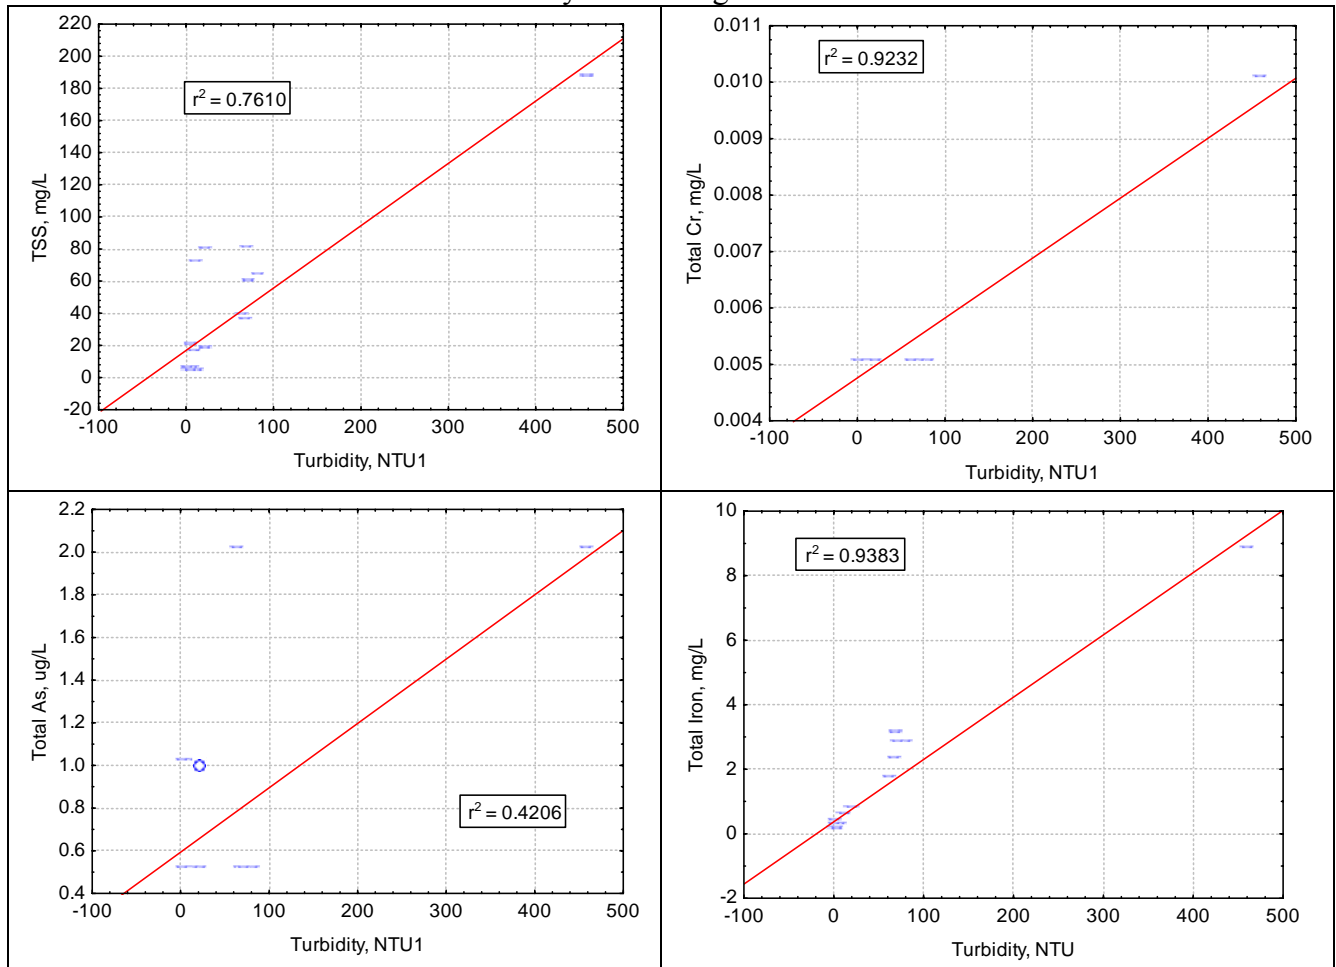 220
200
180
160
140
120
100
80
60
40
20
0
-20
TSS, mg/L
r² = 0.7610
-100 0 100 200 300 400 500
Turbidity, NTU1
0.011
0.010
0.009
0.008
0.007
0.006
0.005
0.004
Total Cr, mg/L
r² = 0.9232
-100 0 100 200 300 400 500
Turbidity, NTU1
2.2
2.0
1.8
1.6
1.4
1.2
1.0
0.8
0.6
0.4
Total As, ug/L
r² = 0.4206
-100 0 100 200 300 400 500
Turbidity, NTU1
10
8
6
4
2
0
-2
Total Iron, mg/L
r² = 0.9383
-100 0 100 200 300 400 500
Turbidity, NTU